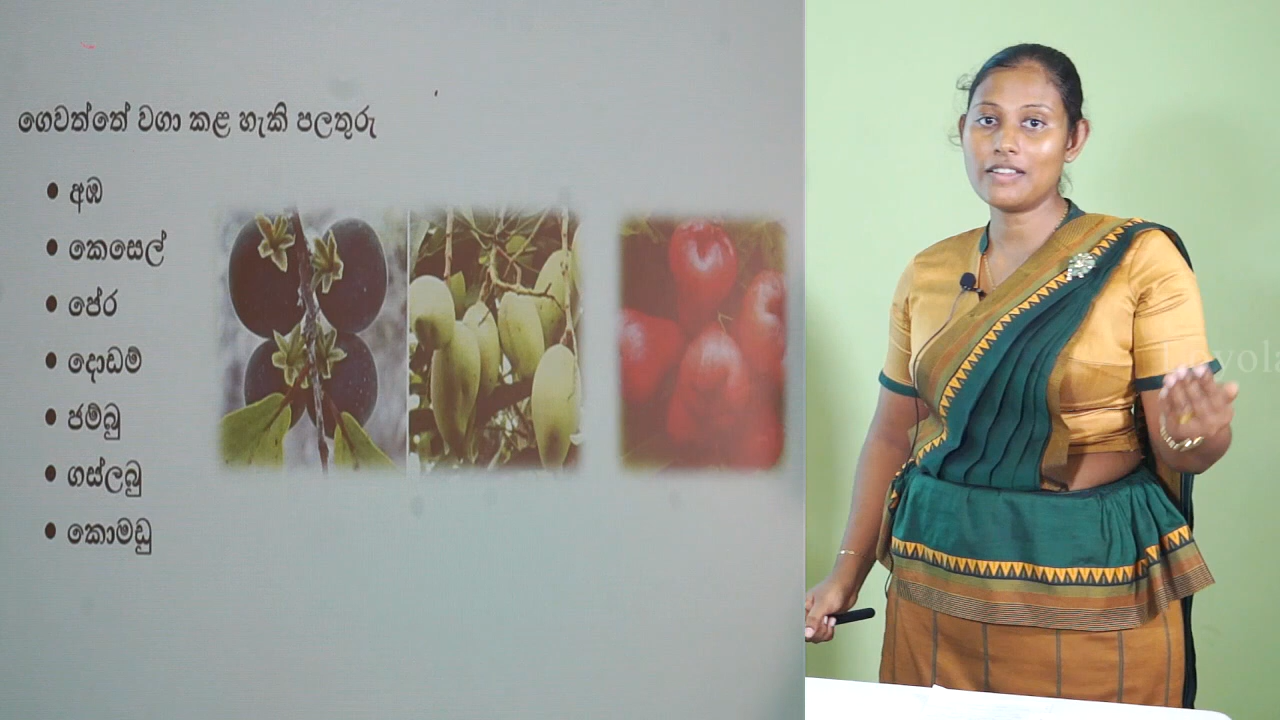 ගෙවත්තේ වගා කළ හැකි පලතුරු
• අඹ
• කෙසෙල්
• පේර
• දොඩම්
• ජම්බු
• ගස්ලබු
• කොමඩු